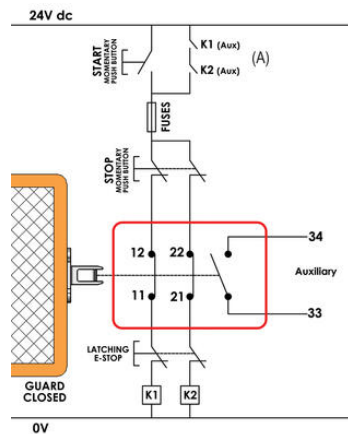 24V dc
START
MOMENTARY
PUSH BUTTON
K1 (Aux)
(A)
K2 (Aux)
FUSES
STOP
MOMENTARY
PUSH BUTTON
12
22
34
Auxiliary
11
21
33
LATCHING
E-STOP
GUARD
CLOSED
K1
K2
0V